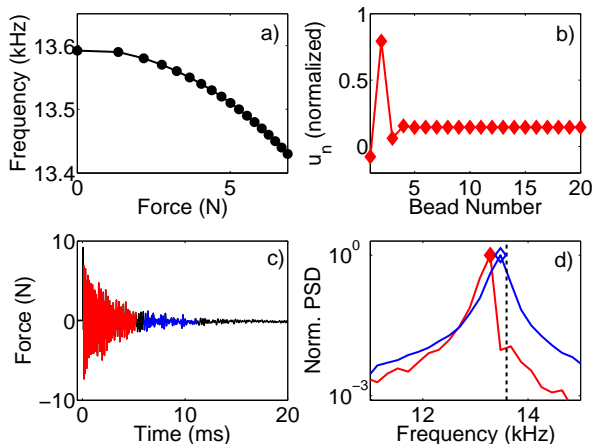 13.6
13.5
13.4
0
5
Frequency (kHz)
Force (N)
a)
1
0.5
0
5
10
15
20
u_n (normalized)
Bead Number
b)
10
0
−10
0
10
20
Force (N)
Time (ms)
c)
10^0
10^−3
12
14
Norm. PSD
Frequency (kHz)
d)